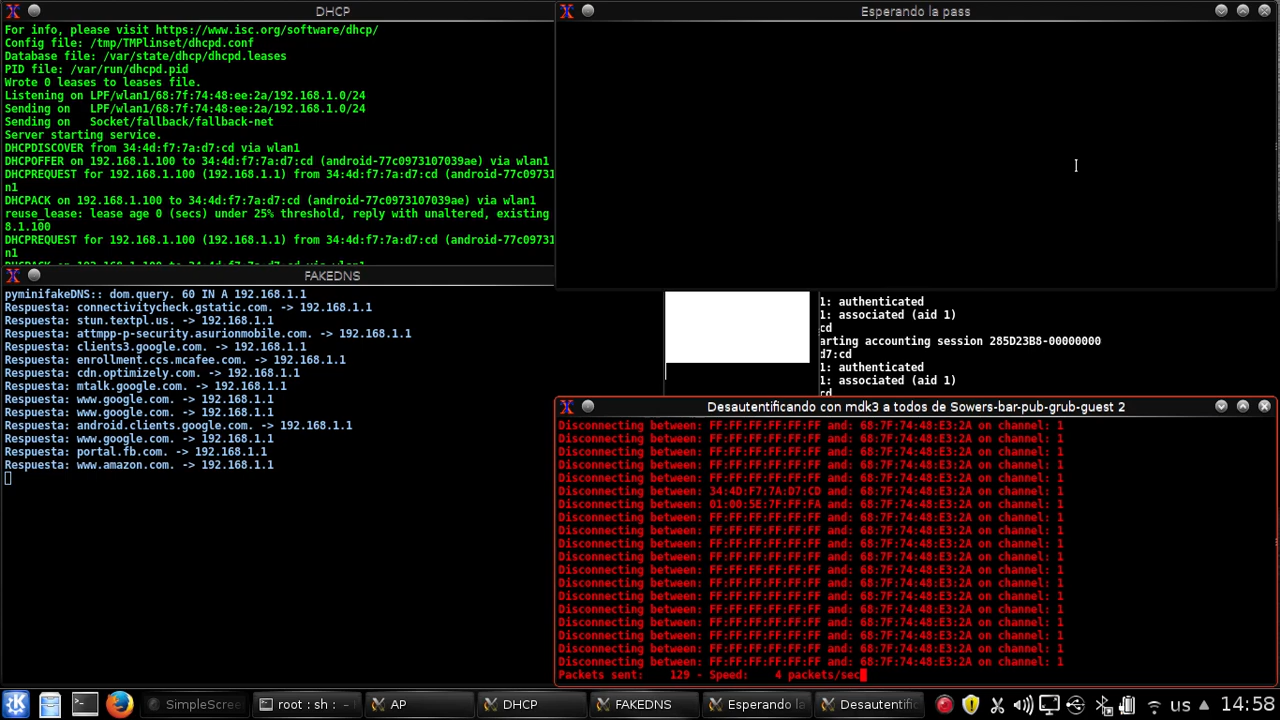 DHCP
For info, please visit https://www.isc.org/software/dhcp/
Config file: /tmp/TMPlinset/dhcpd.conf
Database file: /var/state/dhcp/dhcpd.leases
PID file: /var/run/dhcpd.pid
Wrote 0 leases to leases file.
Listening on LPF/wlan1/68:7f:74:48:ee:2a/192.168.1.0/24
Sending on   LPF/wlan1/68:7f:74:48:ee:2a/192.168.1.0/24
Sending on   Socket/fallback/fallback-net
Server starting service.
DHCPDISCOVER from 34:4d:f7:7a:d7:cd via wlan1
DHCPOFFER on 192.168.1.100 to 34:4d:f7:7a:d7:cd (android-77c0973107039ae) via wlan1
DHCPREQUEST for 192.168.1.100 (192.168.1.1) from 34:4d:f7:7a:d7:cd (android-77c0973
n1
DHCPACK on 192.168.1.100 to 34:4d:f7:7a:d7:cd (android-77c0973107039ae) via wlan1
reuse_lease: lease age 0 (secs) under 25% threshold, reply with unaltered, existing
8.1.100
DHCPREQUEST for 192.168.1.100 (192.168.1.1) from 34:4d:f7:7a:d7:cd (android-77c0973
n1
DHCPACK on 192.168.1.100 to 34:4d:f7:7a:d7:cd via wlan1
Esperando la pass
FAKEDNS
pyminifakeDNS:: dom.query. 60 IN A 192.168.1.1
Respuesta: connectivitycheck.gstatic.com. -> 192.168.1.1
Respuesta: stun.textpl.us. -> 192.168.1.1
Respuesta: attmpp-p-security.asurionmobile.com. -> 192.168.1.1
Respuesta: clients3.google.com. -> 192.168.1.1
Respuesta: enrollment.ccs.mcafee.com. -> 192.168.1.1
Respuesta: cdn.optimizely.com. -> 192.168.1.1
Respuesta: mtalk.google.com. -> 192.168.1.1
Respuesta: www.google.com. -> 192.168.1.1
Respuesta: www.google.com. -> 192.168.1.1
Respuesta: android.clients.google.com. -> 192.168.1.1
Respuesta: www.google.com. -> 192.168.1.1
Respuesta: portal.fb.com. -> 192.168.1.1
Respuesta: www.amazon.com. -> 192.168.1.1
1: authenticated
1: associated (aid 1)
cd
arting accounting session 285D23B8-00000000
d7:cd
1: authenticated
1: associated (aid 1)
cd
Desautentificando con mdk3 a todos de Sowers-bar-pub-grub-guest 2
Disconnecting between: FF:FF:FF:FF:FF:FF and: 68:7F:74:48:E3:2A on channel: 1
Disconnecting between: FF:FF:FF:FF:FF:FF and: 68:7F:74:48:E3:2A on channel: 1
Disconnecting between: FF:FF:FF:FF:FF:FF and: 68:7F:74:48:E3:2A on channel: 1
Disconnecting between: FF:FF:FF:FF:FF:FF and: 68:7F:74:48:E3:2A on channel: 1
Disconnecting between: FF:FF:FF:FF:FF:FF and: 68:7F:74:48:E3:2A on channel: 1
Disconnecting between: 34:4D:F7:7A:D7:CD and: 68:7F:74:48:E3:2A on channel: 1
Disconnecting between: 01:00:5E:7F:FF:FA and: 68:7F:74:48:E3:2A on channel: 1
Disconnecting between: FF:FF:FF:FF:FF:FF and: 68:7F:74:48:E3:2A on channel: 1
Disconnecting between: FF:FF:FF:FF:FF:FF and: 68:7F:74:48:E3:2A on channel: 1
Disconnecting between: FF:FF:FF:FF:FF:FF and: 68:7F:74:48:E3:2A on channel: 1
Disconnecting between: FF:FF:FF:FF:FF:FF and: 68:7F:74:48:E3:2A on channel: 1
Disconnecting between: FF:FF:FF:FF:FF:FF and: 68:7F:74:48:E3:2A on channel: 1
Disconnecting between: FF:FF:FF:FF:FF:FF and: 68:7F:74:48:E3:2A on channel: 1
Disconnecting between: FF:FF:FF:FF:FF:FF and: 68:7F:74:48:E3:2A on channel: 1
Disconnecting between: FF:FF:FF:FF:FF:FF and: 68:7F:74:48:E3:2A on channel: 1
Disconnecting between: FF:FF:FF:FF:FF:FF and: 68:7F:74:48:E3:2A on channel: 1
Disconnecting between: FF:FF:FF:FF:FF:FF and: 68:7F:74:48:E3:2A on channel: 1
Disconnecting between: FF:FF:FF:FF:FF:FF and: 68:7F:74:48:E3:2A on channel: 1
Disconnecting between: FF:FF:FF:FF:FF:FF and: 68:7F:74:48:E3:2A on channel: 1
Packets sent:    129 - Speed:    4 packets/sec
SimpleScree
root : sh : ~
AP
DHCP
FAKEDNS
Esperando la
Desautentifi
us
14:58